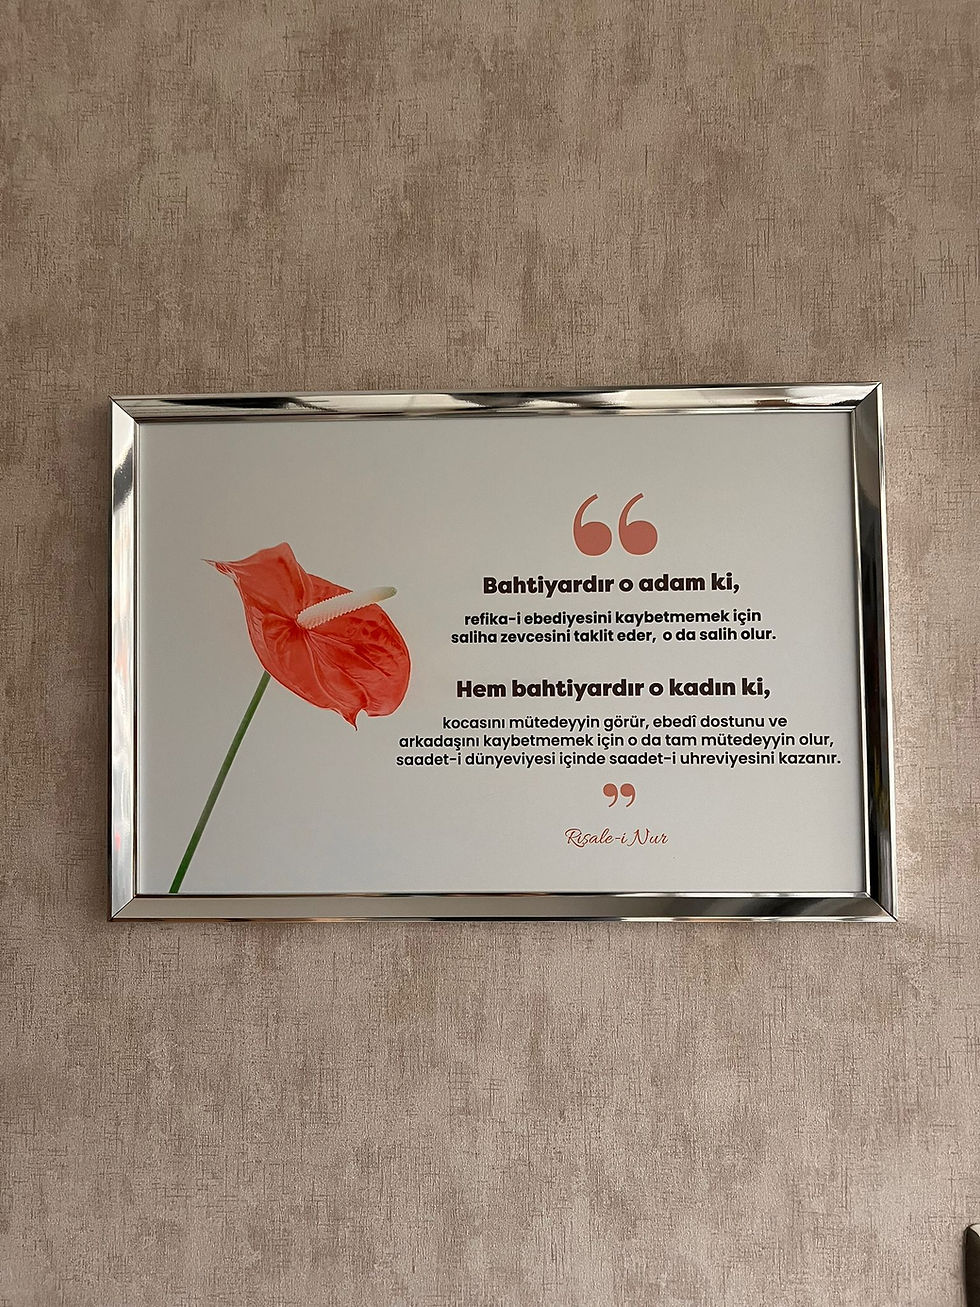 “
Bahtiyardır o adam ki,
refika-i ebediyesini kaybetmemek için
saliha zevcesini taklit eder, o da salih olur.
Hem bahtiyardır o kadın ki,
kocasını mütedeyyin görür, ebedî dostunu ve
arkadaşını kaybetmemek için o da tam mütedeyyin olur,
saadet-i dünyeviyesi içinde saadet-i uhreviyesini kazanır.
”
Risale-i Nur